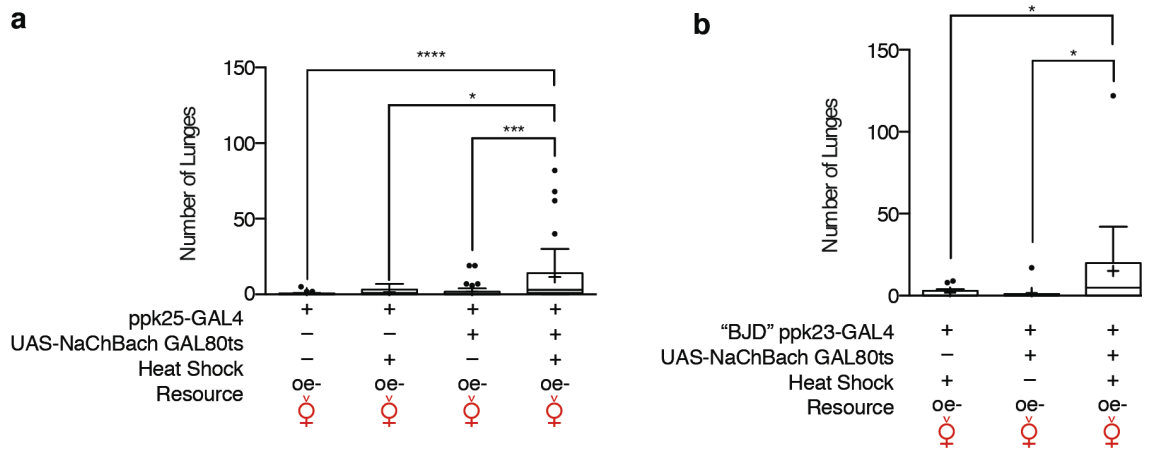 a
****
*
***
150
100
50
0
Number of Lunges
ppk25-GAL4 + + + +
UAS-NaChBach GAL80ts − − + +
Heat Shock − + − +
Resource oe- oe- oe- oe-
v v v v
♀ ♀ ♀ ♀
b
*
*
150
100
50
0
Number of Lunges
“BJD” ppk23-GAL4 + + +
UAS-NaChBach GAL80ts − + +
Heat Shock + − +
Resource oe- oe- oe-
v v v
♀ ♀ ♀